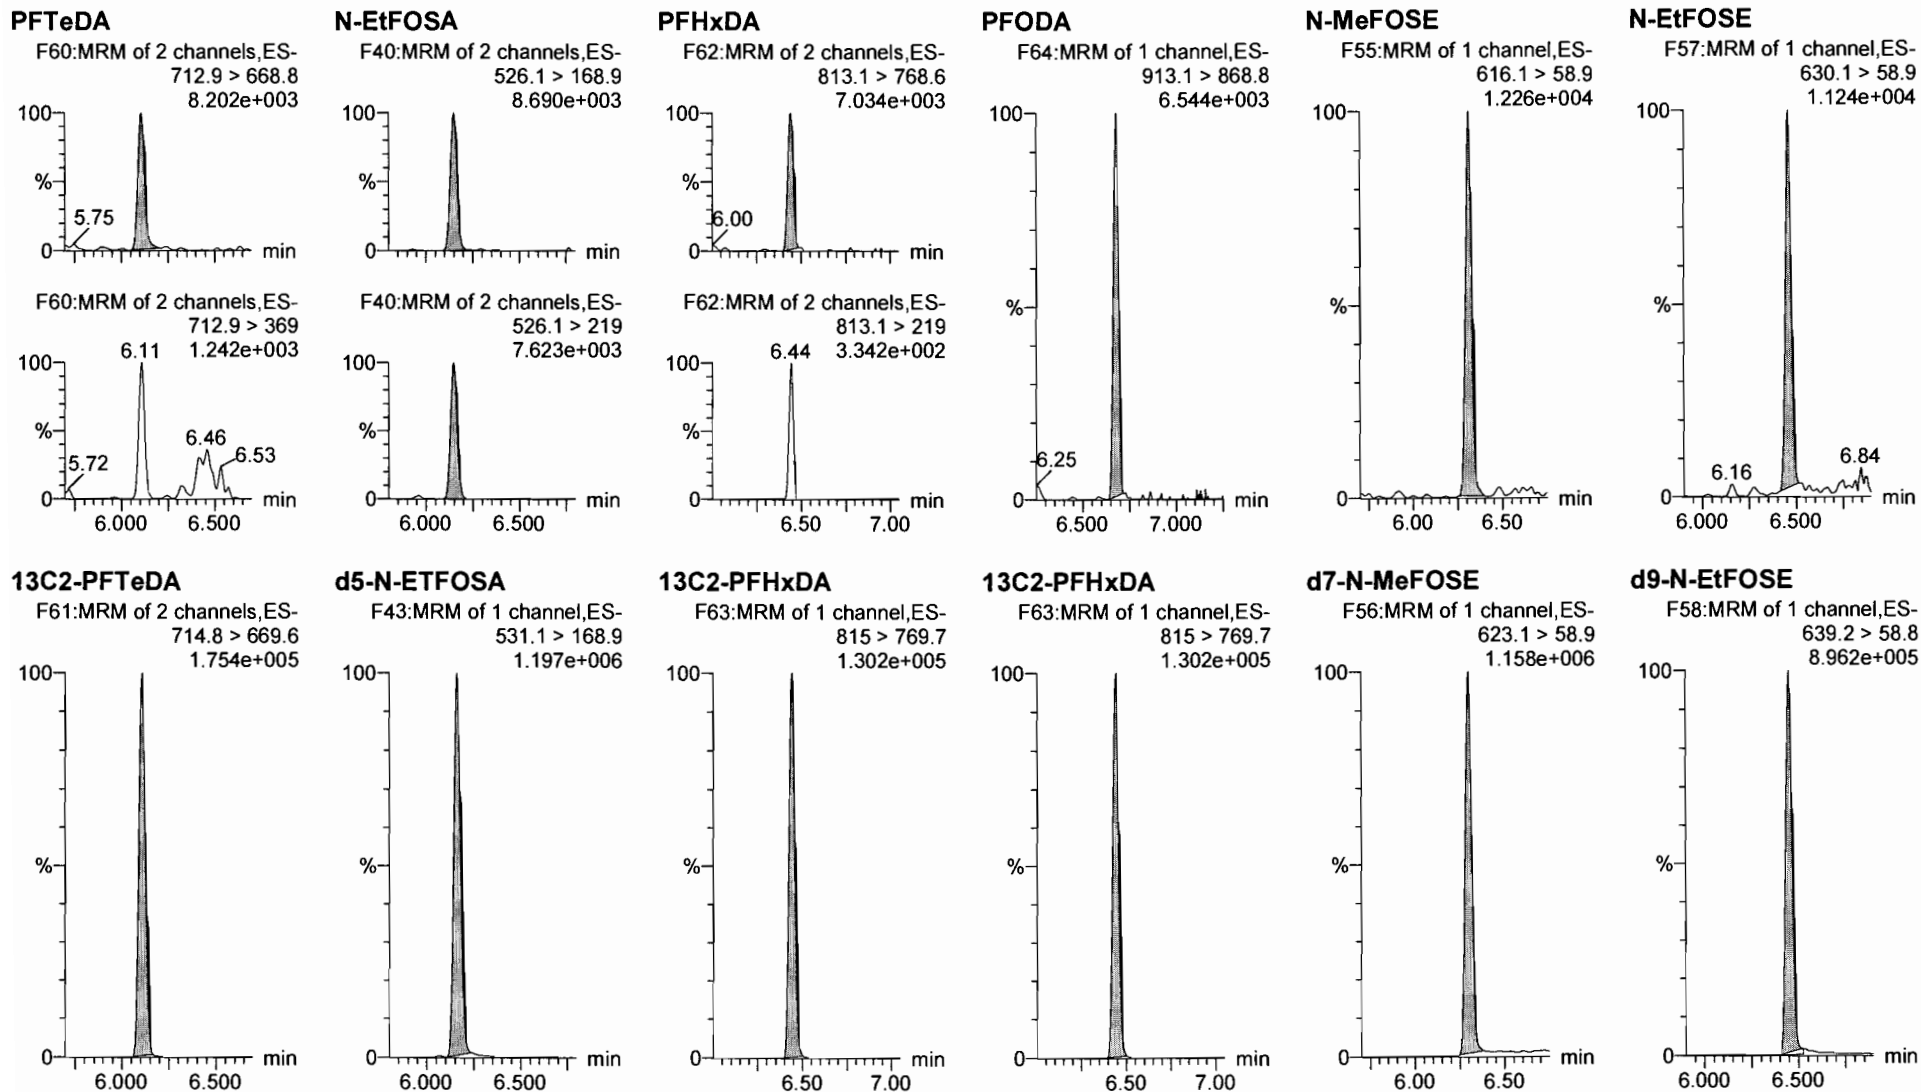 PFTeDA
F60:MRM of 2 channels,ES-
712.9 > 668.8
8.202e+003
100
%
5.75
0
min
F60:MRM of 2 channels,ES-
712.9 > 369
6.11 1.242e+003
100
%
5.72
6.46
6.53
0
min
6.000 6.500
N-EtFOSA
F40:MRM of 2 channels,ES-
526.1 > 168.9
8.690e+003
100
%
0
min
F40:MRM of 2 channels,ES-
526.1 > 219
7.623e+003
100
%
0
min
6.000 6.500
PFHxDA
F62:MRM of 2 channels,ES-
813.1 > 768.6
7.034e+003
100
%
6.00
0
min
F62:MRM of 2 channels,ES-
813.1 > 219
6.44 3.342e+002
100
%
0
min
6.50 7.00
PFODA
F64:MRM of 1 channel,ES-
913.1 > 868.8
6.544e+003
100
%
6.25
0
min
6.500 7.000
N-MeFOSE
F55:MRM of 1 channel,ES-
616.1 > 58.9
1.226e+004
100
%
0
min
6.00 6.50
N-EtFOSE
F57:MRM of 1 channel,ES-
630.1 > 58.9
1.124e+004
100
%
6.16
6.84
0
min
6.000 6.500
13C2-PFTeDA
F61:MRM of 2 channels,ES-
714.8 > 669.6
1.754e+005
100
%
0
min
6.000 6.500
d5-N-ETFOSA
F43:MRM of 1 channel,ES-
531.1 > 168.9
1.197e+006
100
%
0
min
6.000 6.500
13C2-PFHxDA
F63:MRM of 1 channel,ES-
815 > 769.7
1.302e+005
100
%
0
min
6.50 7.00
13C2-PFHxDA
F63:MRM of 1 channel,ES-
815 > 769.7
1.302e+005
100
%
0
min
6.50 7.00
d7-N-MeFOSE
F56:MRM of 1 channel,ES-
623.1 > 58.9
1.158e+006
100
%
0
min
6.00 6.50
d9-N-EtFOSE
F58:MRM of 1 channel,ES-
639.2 > 58.8
8.962e+005
100
%
0
min
6.000 6.500